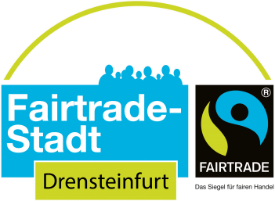 Fairtrade-
Stadt
Drensteinfurt
®
FAIRTRADE
Das Siegel für fairen Handel